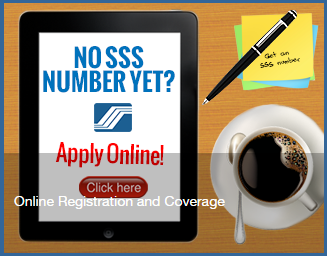 NO SSS
NUMBER YET?
Apply Online!
Click here
Get an
SSS number
Online Registration and Coverage